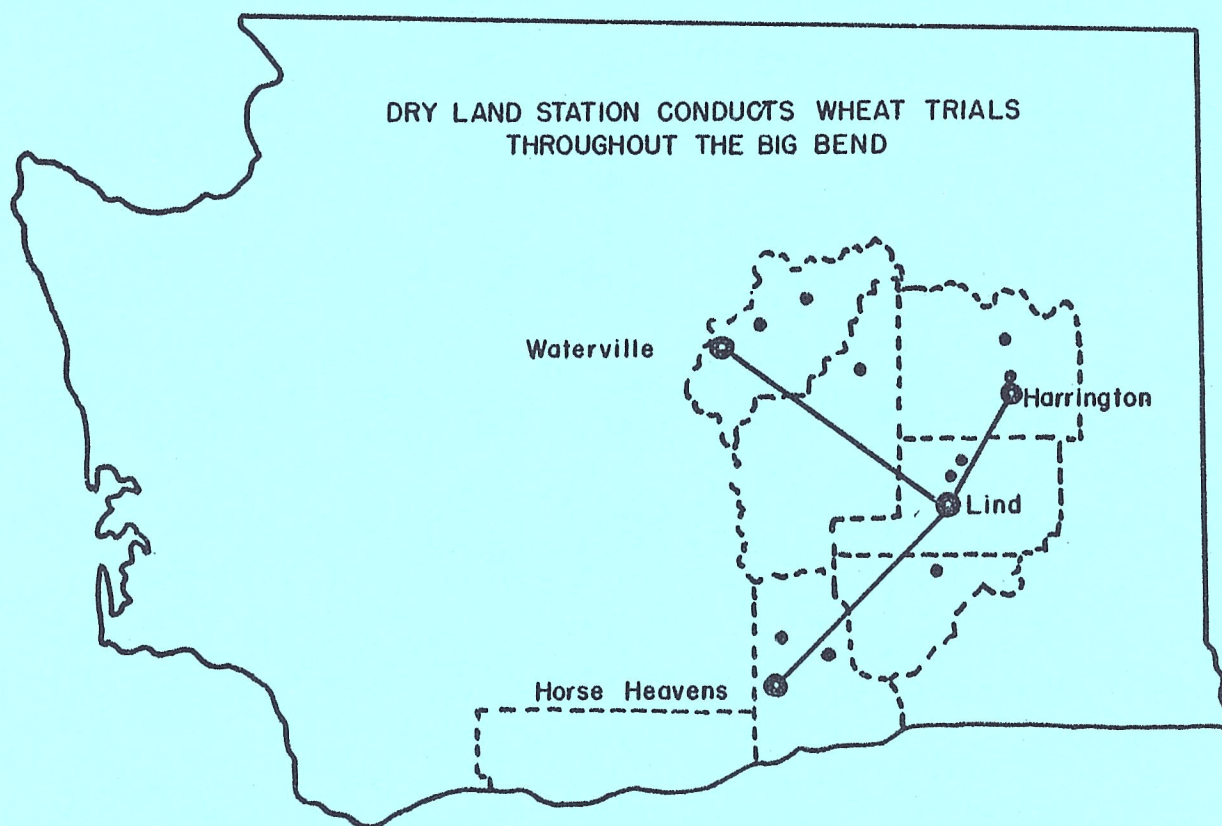 DRY LAND STATION CONDUCTS WHEAT TRIALS
THROUGHOUT THE BIG BEND
Waterville
Harrington
Lind
Horse Heavens